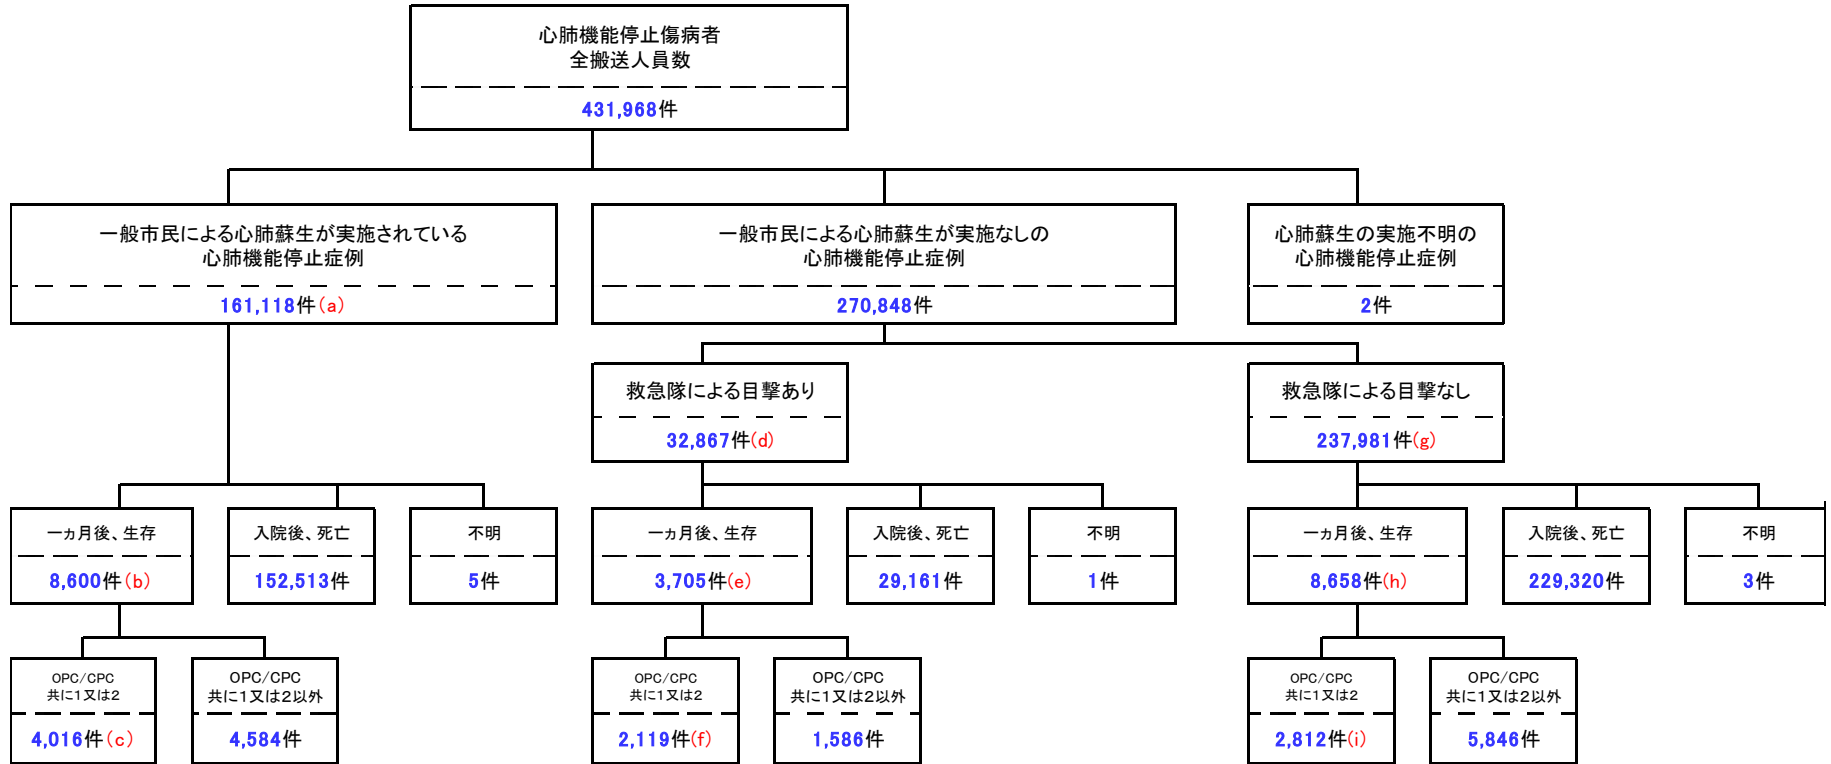 心肺機能停止傷病者
全搬送人員数
431,968件
一般市民による心肺蘇生が実施されている
心肺機能停止症例
161,118件(a)
一般市民による心肺蘇生が実施なしの
心肺機能停止症例
270,848件
心肺蘇生の実施不明の
心肺機能停止症例
2件
救急隊による目撃あり
32,867件(d)
救急隊による目撃なし
237,981件(g)
一ヵ月後、生存
8,600件(b)
入院後、死亡
152,513件
不明
5件
一ヵ月後、生存
3,705件(e)
入院後、死亡
29,161件
不明
1件
一ヵ月後、生存
8,658件(h)
入院後、死亡
229,320件
不明
3件
OPC/CPC
共に1又は2
4,016件(c)
OPC/CPC
共に1又は2以外
4,584件
OPC/CPC
共に1又は2
2,119件(f)
OPC/CPC
共に1又は2以外
1,586件
OPC/CPC
共に1又は2
2,812件(i)
OPC/CPC
共に1又は2以外
5,846件